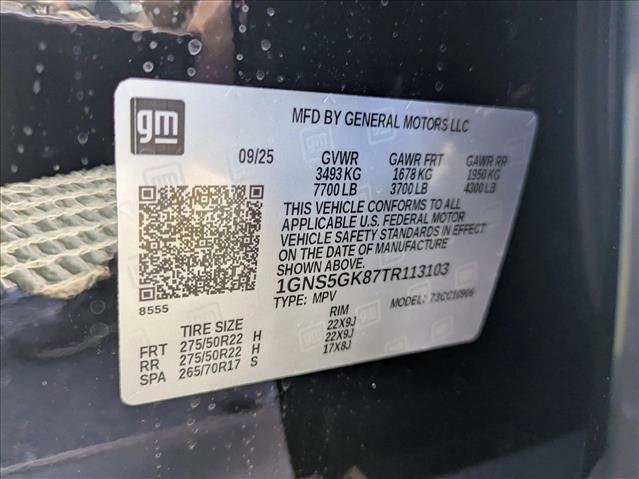 gm
MFD BY GENERAL MOTORS LLC
09/25 GVWR GAWR FRT GAWR RR
3493 KG 1678 KG 1950 KG
7700 LB 3700 LB 4300 LB
THIS VEHICLE CONFORMS TO ALL
APPLICABLE U.S. FEDERAL MOTOR
VEHICLE SAFETY STANDARDS IN EFFECT
ON THE DATE OF MANUFACTURE
SHOWN ABOVE.
1GNS5GK87TR113103
TYPE: MPV MODEL: 73CC10906
8555
TIRE SIZE RIM
FRT 275/50R22 H 22X9J
RR 275/50R22 H 22X9J
SPA 265/70R17 S 17X8J